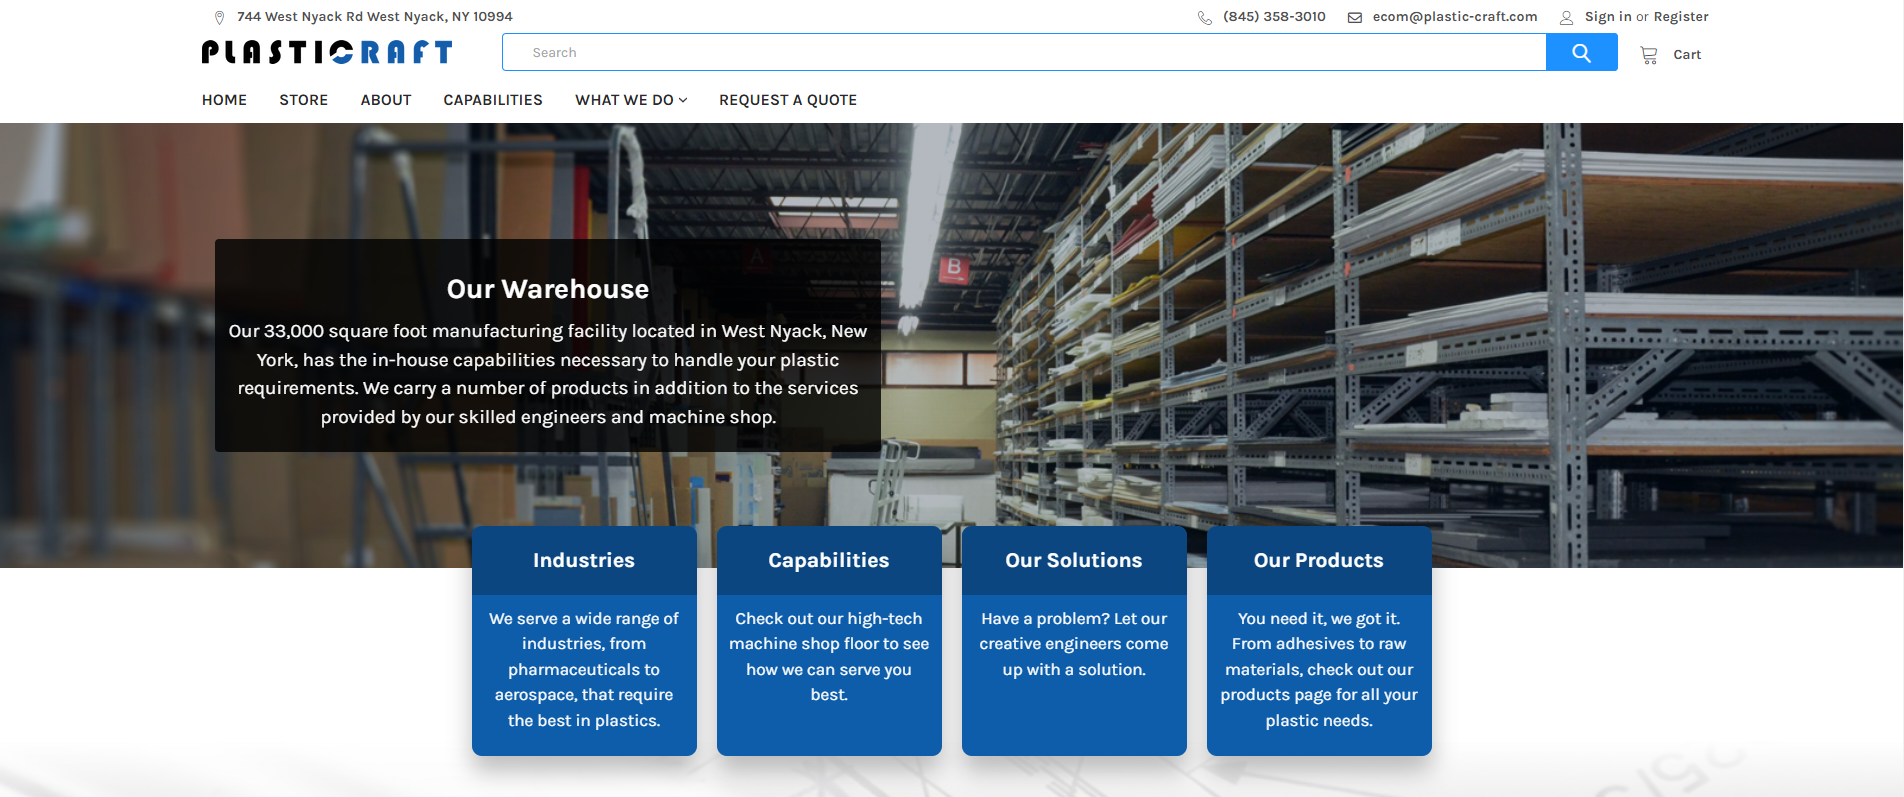 744 West Nyack Rd West Nyack, NY 10994
(845) 358-3010
ecom@plastic-craft.com
Sign in or Register
PLASTICRAFT
Search
Cart
HOME
STORE
ABOUT
CAPABILITIES
WHAT WE DO
REQUEST A QUOTE
A
B
Our Warehouse
Our 33,000 square foot manufacturing facility located in West Nyack, New
York, has the in-house capabilities necessary to handle your plastic
requirements. We carry a number of products in addition to the services
provided by our skilled engineers and machine shop.
Industries
We serve a wide range of
industries, from
pharmaceuticals to
aerospace, that require
the best in plastics.
Capabilities
Check out our high-tech
machine shop floor to see
how we can serve you
best.
Our Solutions
Have a problem? Let our
creative engineers come
up with a solution.
Our Products
You need it, we got it.
From adhesives to raw
materials, check out our
products page for all your
plastic needs.